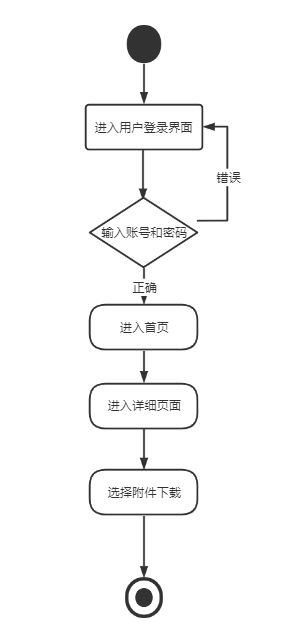 进入用户登录界面
错误
输入账号和密码
正确
进入首页
进入详细页面
选择附件下载